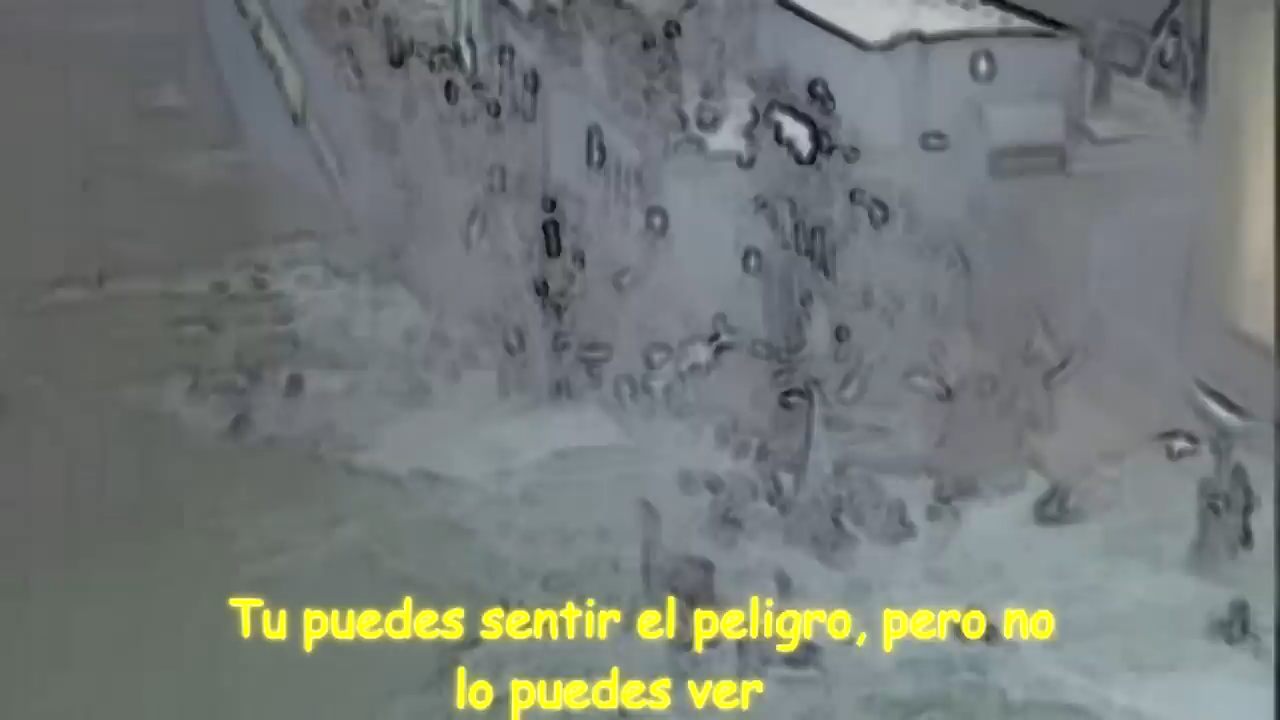 Tu puedes sentir el peligro, pero no
lo puedes ver